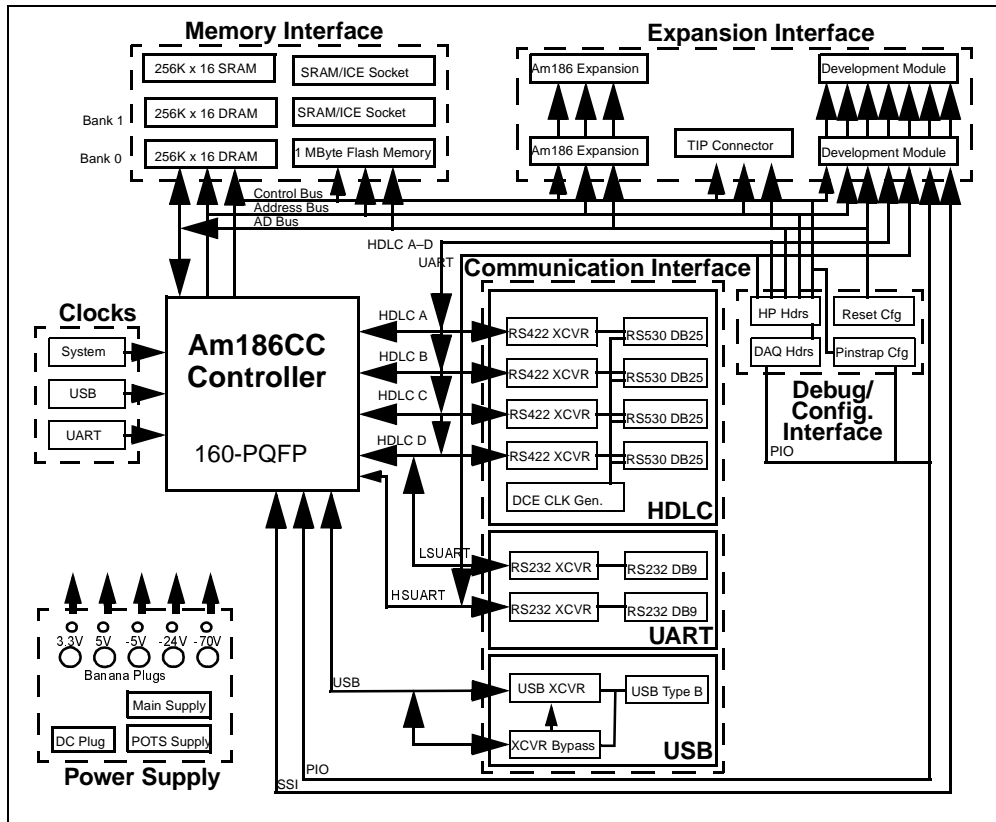 Memory Interface
256K x 16 SRAM
SRAM/ICE Socket
Bank 1
256K x 16 DRAM
SRAM/ICE Socket
Bank 0
256K x 16 DRAM
1 MByte Flash Memory
Expansion Interface
Am186 Expansion
Development Module
Am186 Expansion
TIP Connector
Development Module
Control Bus
Address Bus
AD Bus
HDLC A–D
UART
Clocks
System
USB
UART
Am186CC
Controller
160-PQFP
HDLC A
HDLC B
HDLC C
HDLC D
Communication Interface
RS422 XCVR
RS530 DB25
RS422 XCVR
RS530 DB25
RS422 XCVR
RS530 DB25
RS422 XCVR
RS530 DB25
DCE CLK Gen.
HDLC
HP Hdrs
Reset Cfg
DAQ Hdrs
Pinstrap Cfg
Debug/
Config.
Interface
PIO
LSUART
RS232 XCVR
RS232 DB9
HSUART
RS232 XCVR
RS232 DB9
UART
USB
USB XCVR
USB Type B
XCVR Bypass
USB
3.3V
5V
-5V
-24V
-70V
Banana Plugs
Main Supply
DC Plug
POTS Supply
Power Supply
PIO
SSI